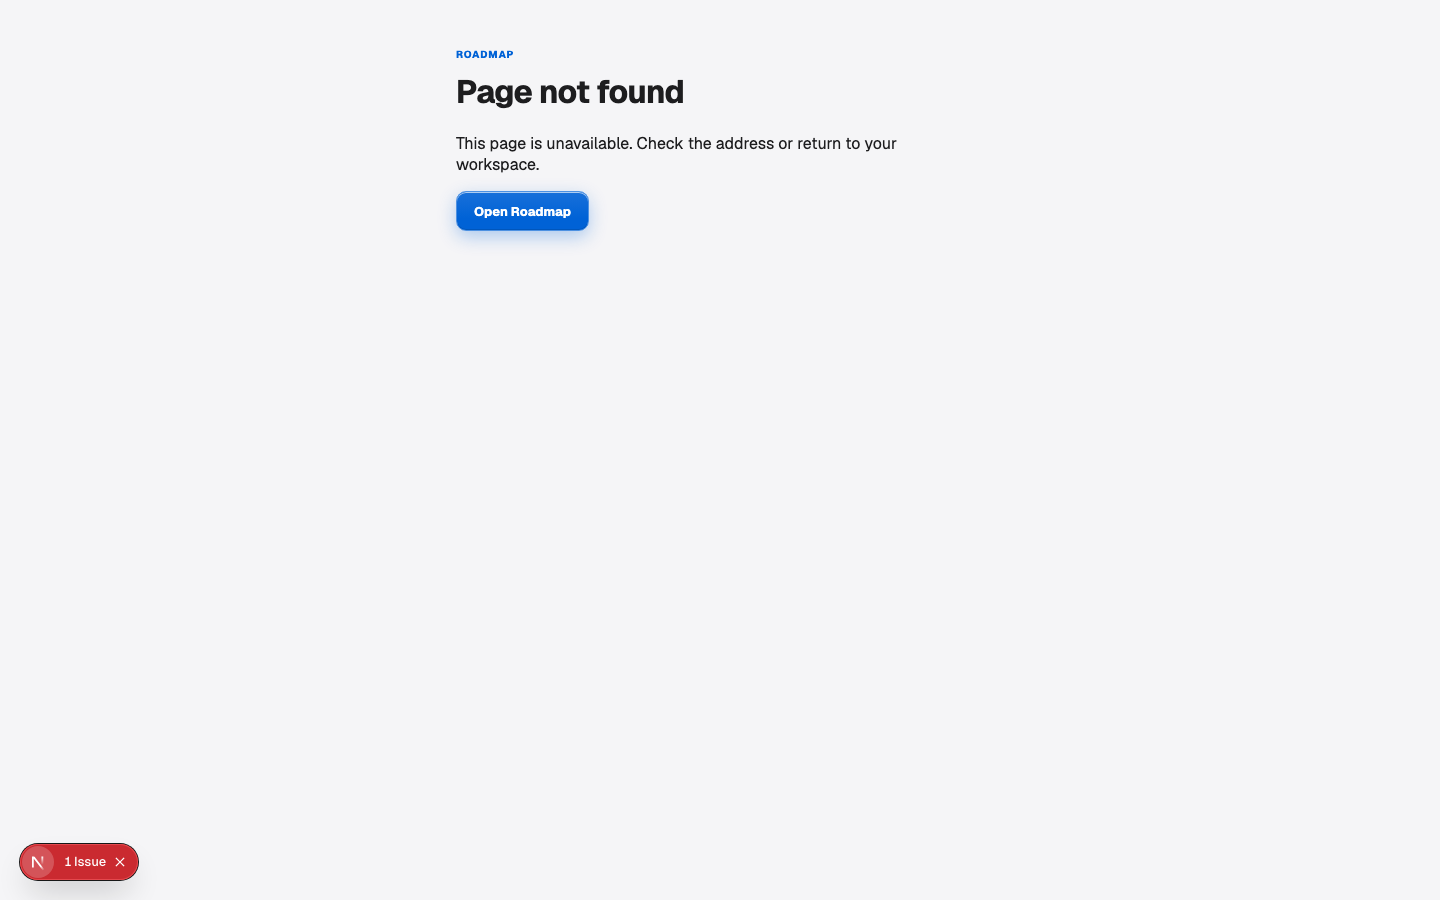 ROADMAP
Page not found
This page is unavailable. Check the address or return to your
workspace.
Open Roadmap
N 1 Issue